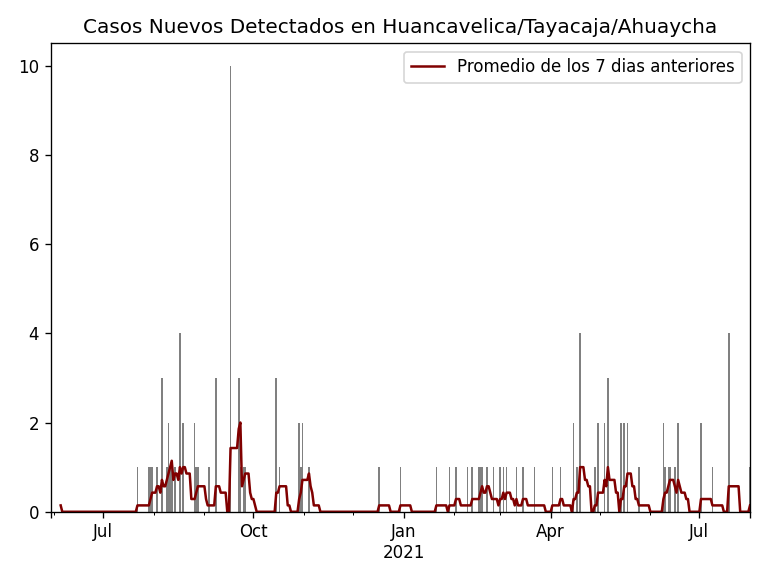 Casos Nuevos Detectados en Huancavelica/Tayacaja/Ahuaycha
Promedio de los 7 dias anteriores
10
8
6
4
2
0
Jul
Oct
Jan
Apr
Jul
2021